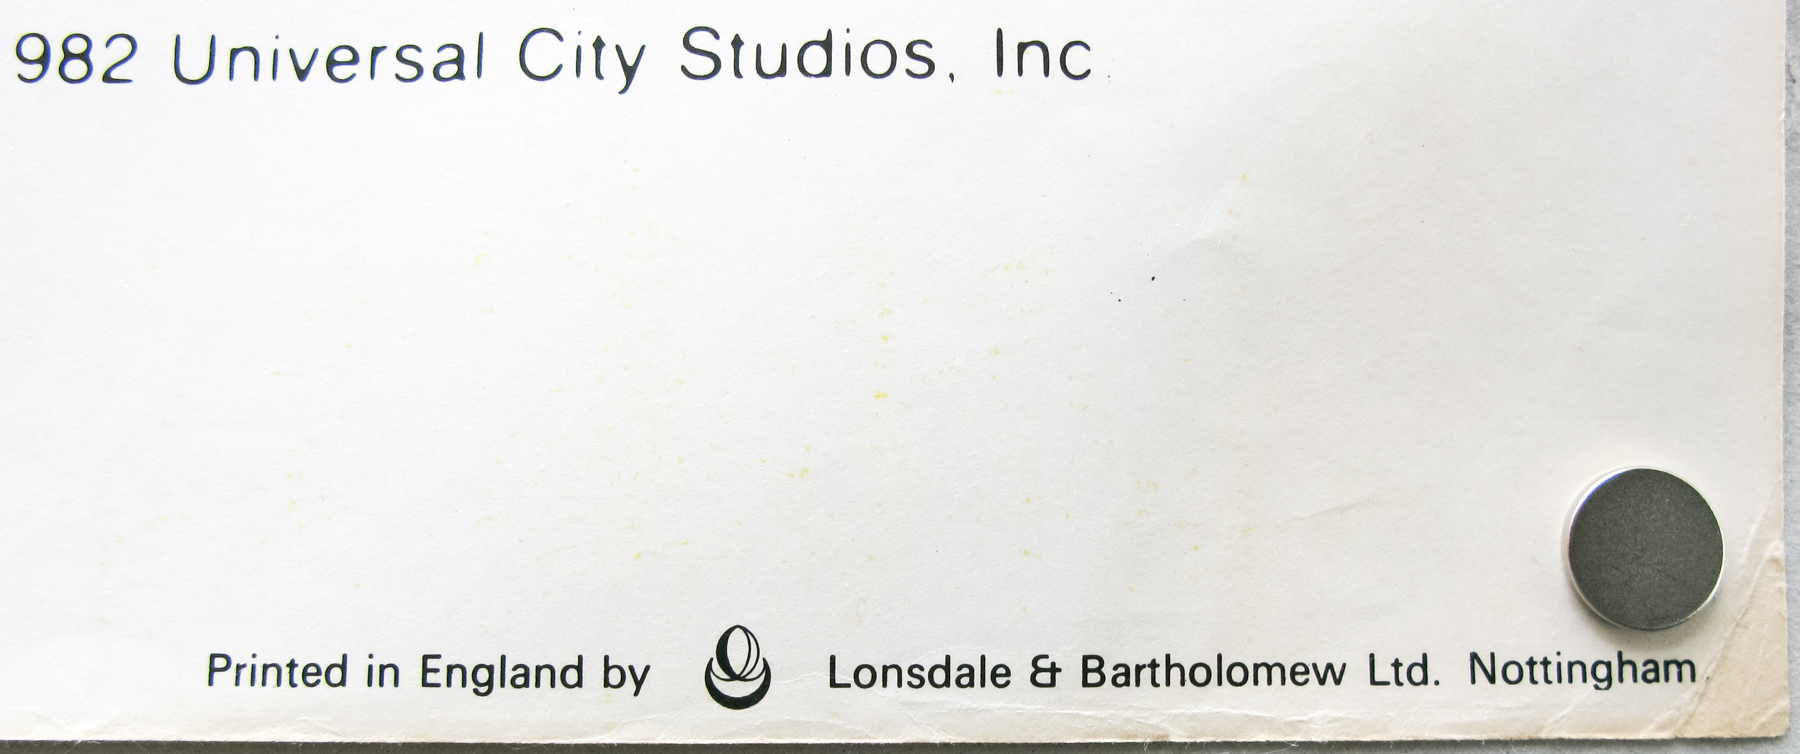 982 Universal City Studios, Inc
Printed in England by Lonsdale & Bartholomew Ltd. Nottingham.